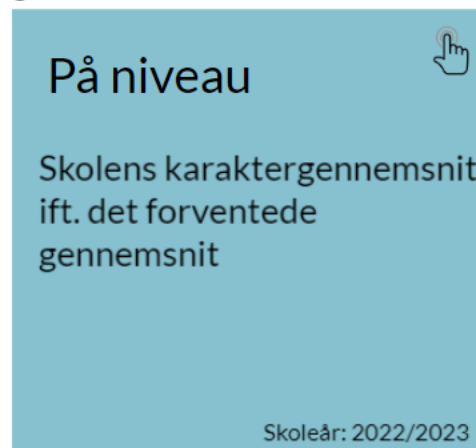 På niveau
Skolens karaktergennemsnit
ift. det forventede
gennemsnit
Skoleår: 2022/2023